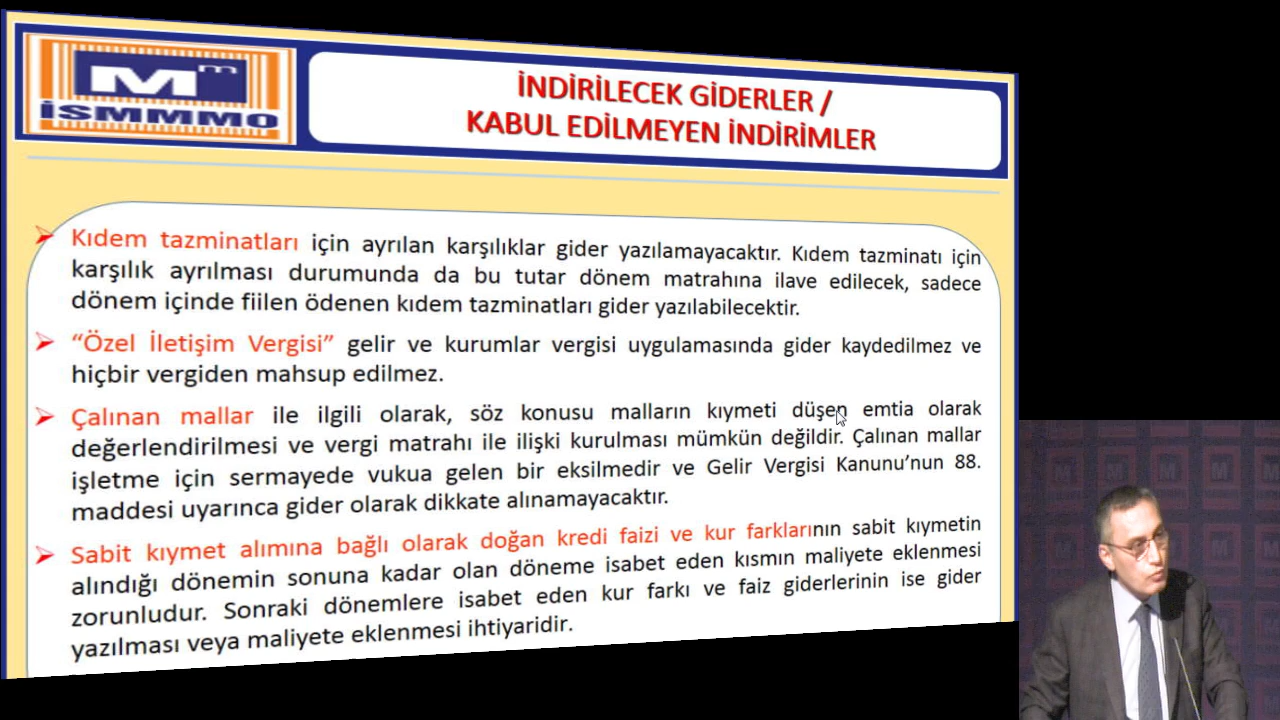 Mm
İSMMMO
İNDİRİLECEK GİDERLER /
KABUL EDİLMEYEN İNDİRİMLER
Kıdem tazminatları için ayrılan karşılıklar gider yazılamayacaktır. Kıdem tazminatı için
karşılık ayrılması durumunda da bu tutar dönem matrahına ilave edilecek, sadece
dönem içinde fiilen ödenen kıdem tazminatları gider yazılabilecektir.
“Özel İletişim Vergisi” gelir ve kurumlar vergisi uygulamasında gider kaydedilmez ve
hiçbir vergiden mahsup edilmez.
Çalınan mallar ile ilgili olarak, söz konusu malların kıymeti düşen emtia olarak
değerlendirilmesi ve vergi matrahı ile ilişki kurulması mümkün değildir. Çalınan mallar
işletme için sermayede vukua gelen bir eksilmedir ve Gelir Vergisi Kanunu’nun 88.
maddesi uyarınca gider olarak dikkate alınamayacaktır.
Sabit kıymet alımına bağlı olarak doğan kredi faizi ve kur farklarının sabit kıymetin
alındığı dönemin sonuna kadar olan döneme isabet eden kısmın maliyete eklenmesi
zorunludur. Sonraki dönemlere isabet eden kur farkı ve faiz giderlerinin ise gider
yazılması veya maliyete eklenmesi ihtiyaridir.